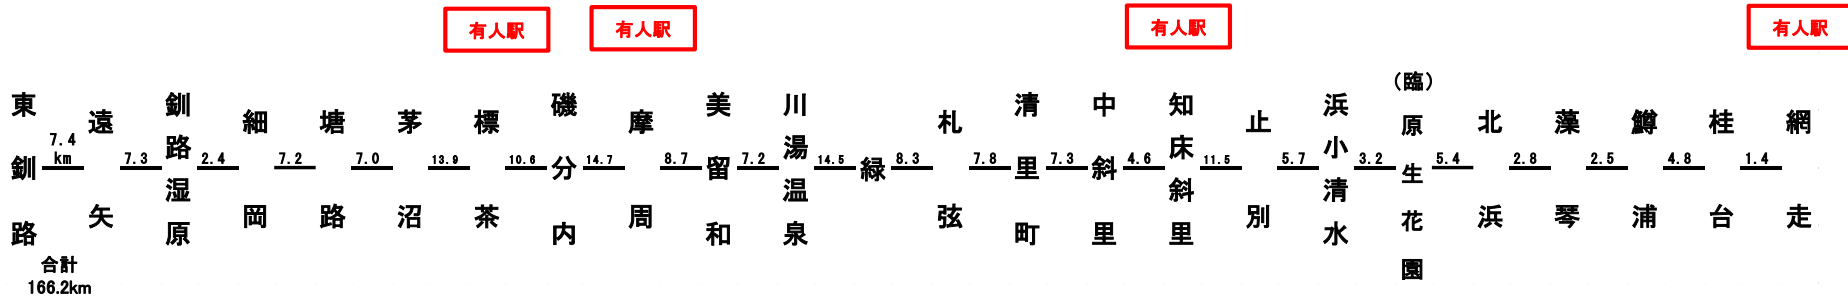 有人駅
有人駅
有人駅
有人駅
東釧路
7.4
km
遠矢
7.3
釧路湿原
2.4
細岡
7.2
塘路
7.0
茅沼
13.9
標茶
10.6
磯分内
14.7
摩周
8.7
美留和
7.2
川湯温泉
14.5
緑
8.3
札弦
7.8
清里町
7.3
中斜里
4.6
知床斜里
11.5
止別
5.7
浜小清水
3.2
(臨)
原生花園
5.4
北浜
2.8
藻琴
2.5
鱒浦
4.8
桂台
1.4
網走
合計
166.2km